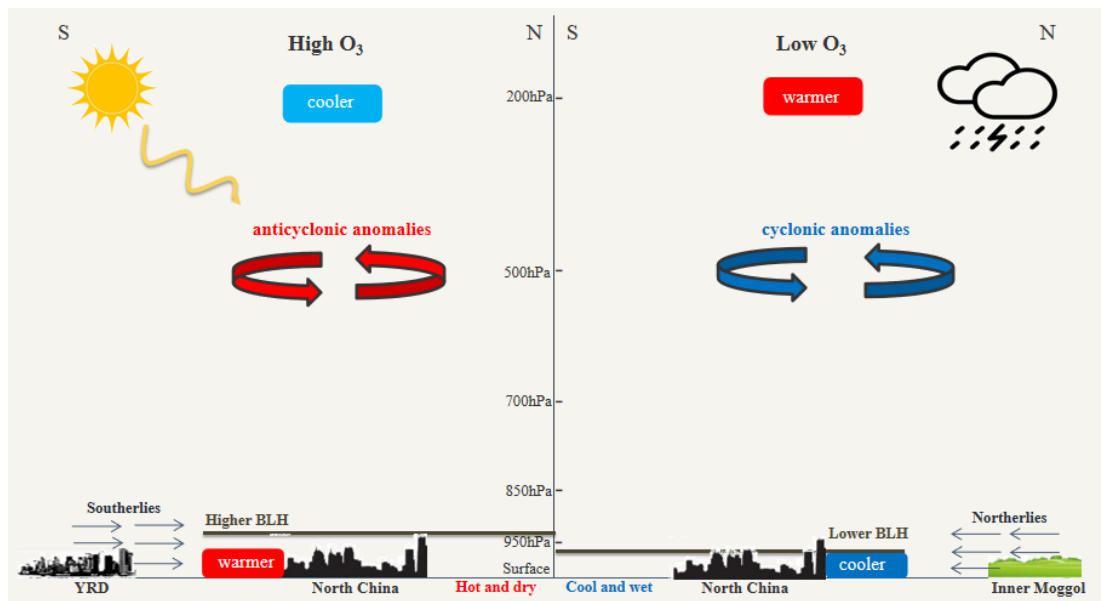 S
High O3
N
S
Low O3
N
cooler
200hPa
warmer
anticyclonic anomalies
cyclonic anomalies
500hPa
700hPa
850hPa
Southerlies
Higher BLH
950hPa
Lower BLH
Northerlies
warmer
Surface
cooler
YRD
North China
Hot and dry
Cool and wet
North China
Inner Moggol